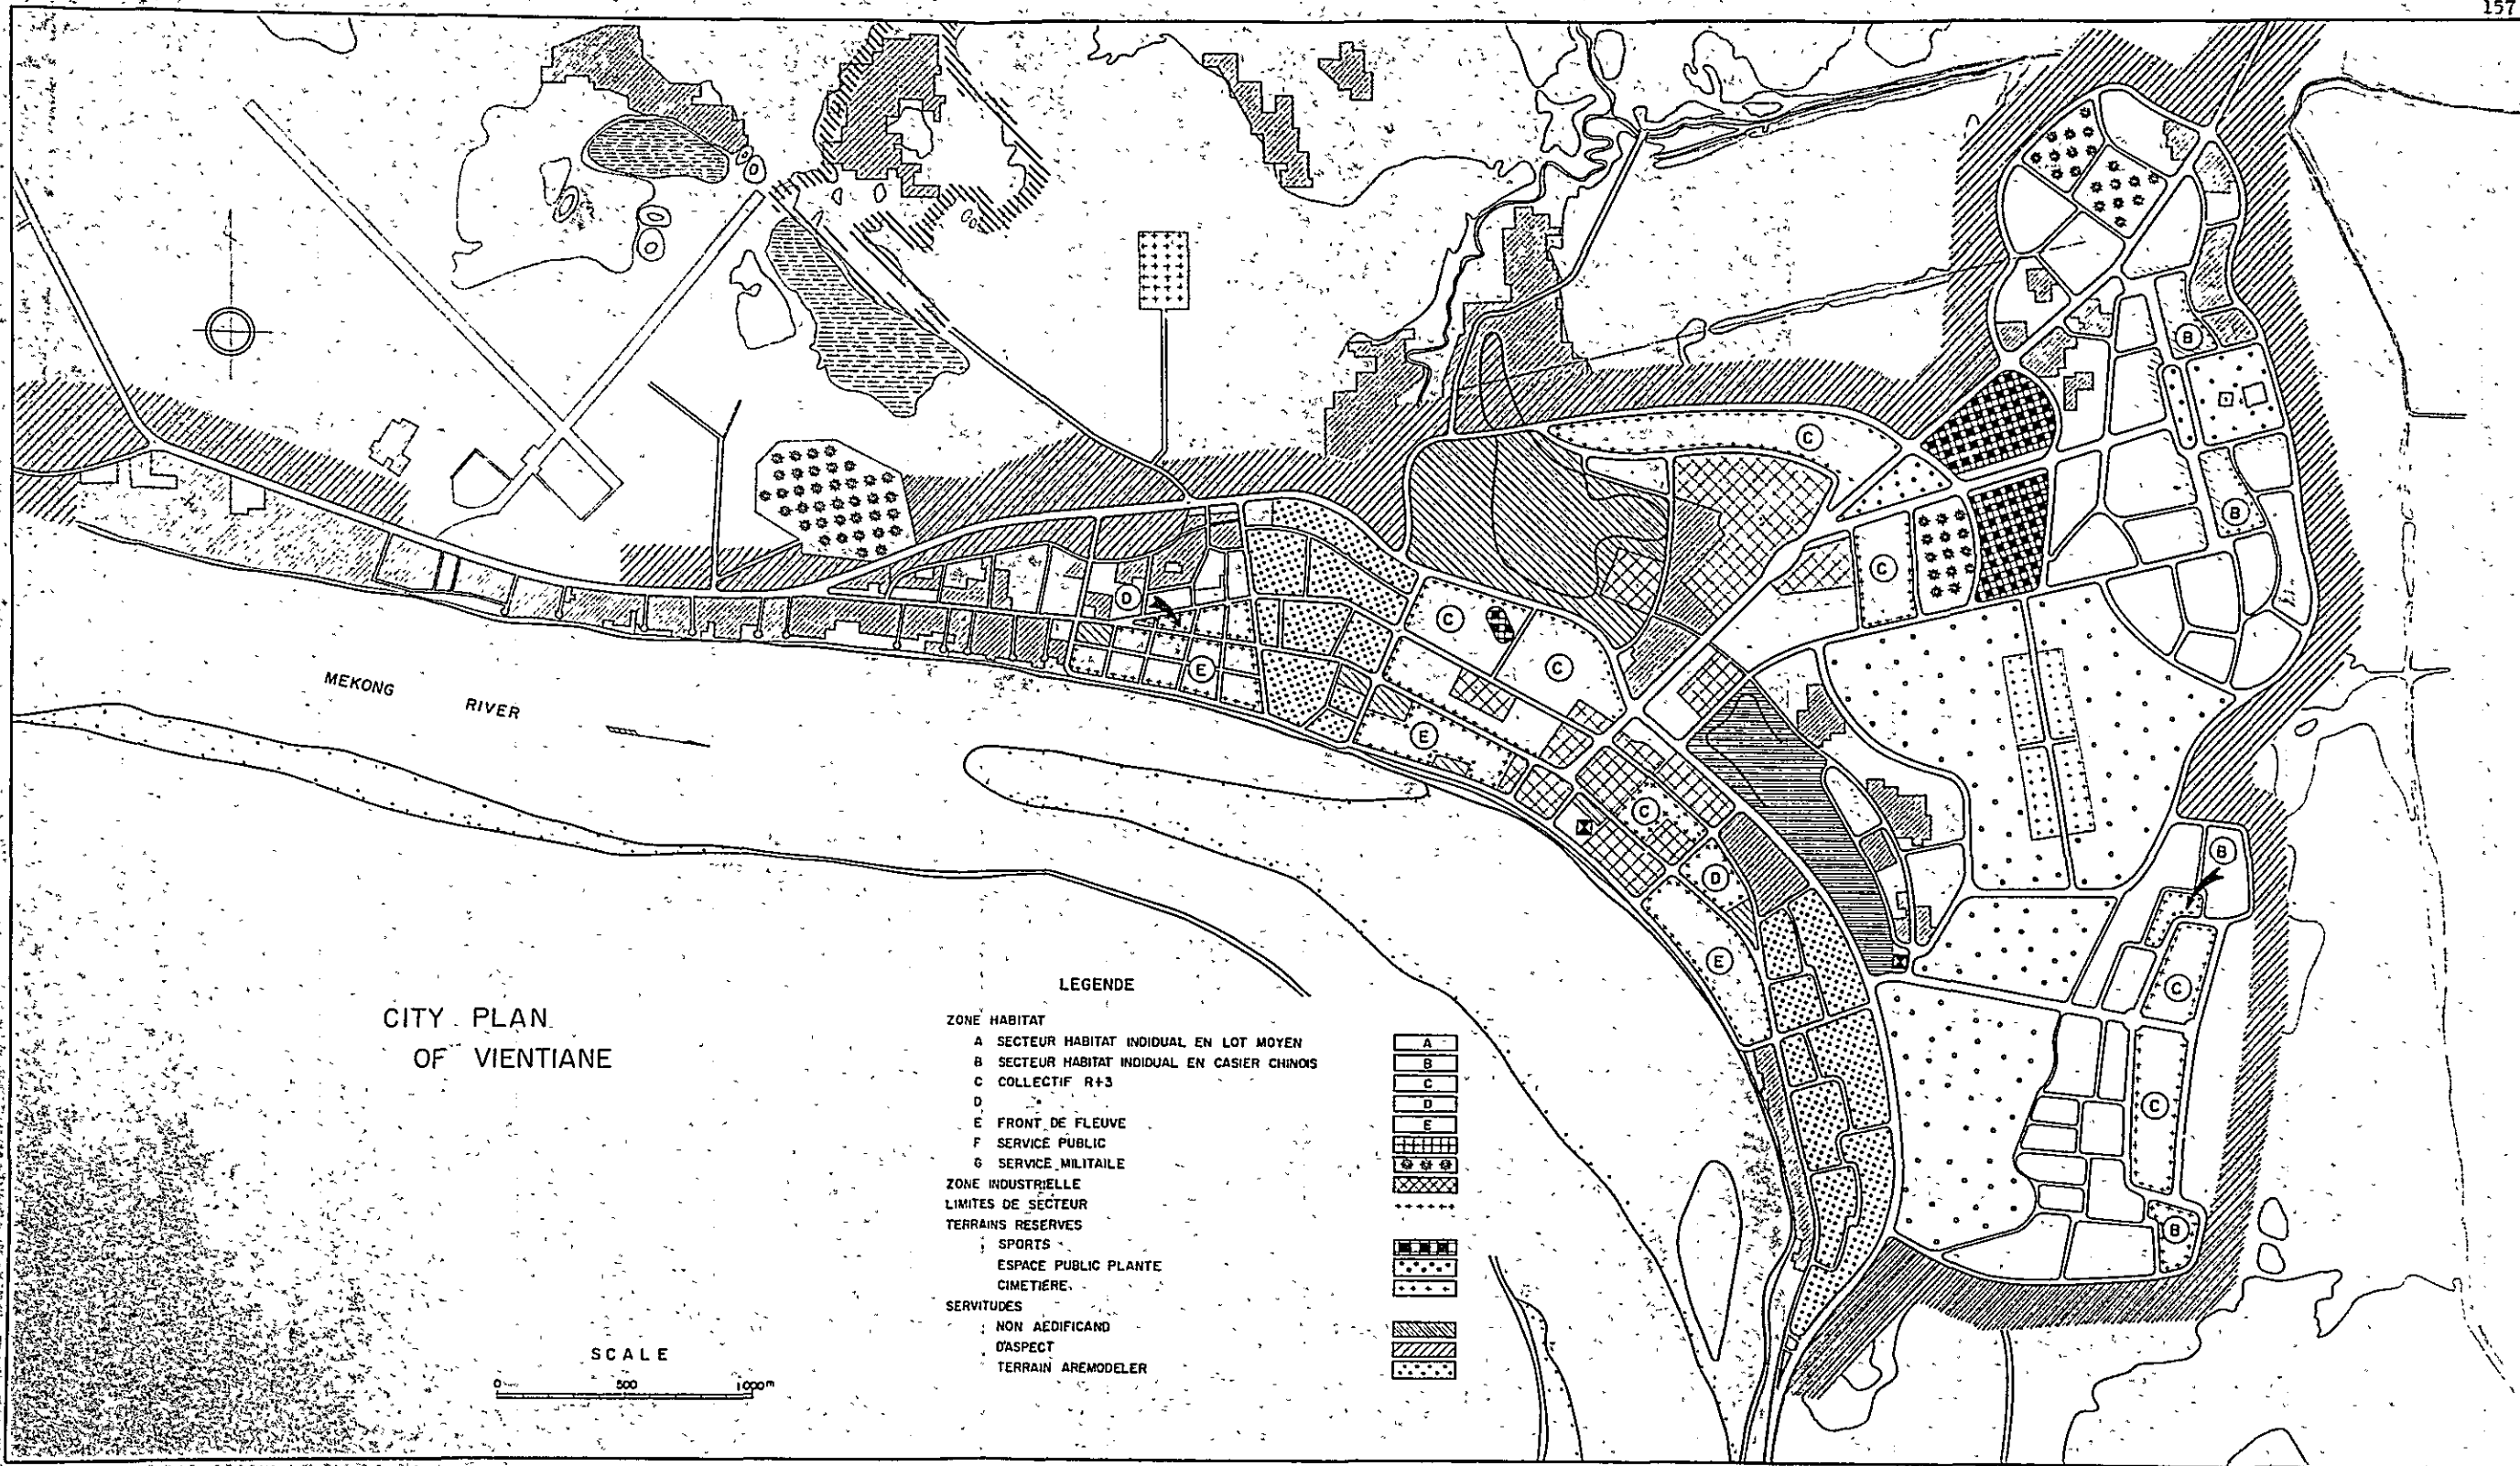 157
MEKONG RIVER
CITY PLAN
OF VIENTIANE
SCALE
0 500 1000m
LEGENDE
ZONE HABITAT
A SECTEUR HABITAT INDIDUAL EN LOT MOYEN A
B SECTEUR HABITAT INDIDUAL EN CASIER CHINOIS B
C COLLECTIF R+3 C
D " D
E FRONT DE FLEUVE E
F SERVICE PUBLIC
G SERVICE MILITAILE
ZONE INDUSTRIELLE
LIMITES DE SECTEUR
TERRAINS RESERVES
SPORTS
ESPACE PUBLIC PLANTE
CIMETIERE
SERVITUDES
NON AEDIFICAND
D'ASPECT
TERRAIN AREMODELER
B
C
B
C
D
C
C
E
E
C
D
B
E
C
C
B